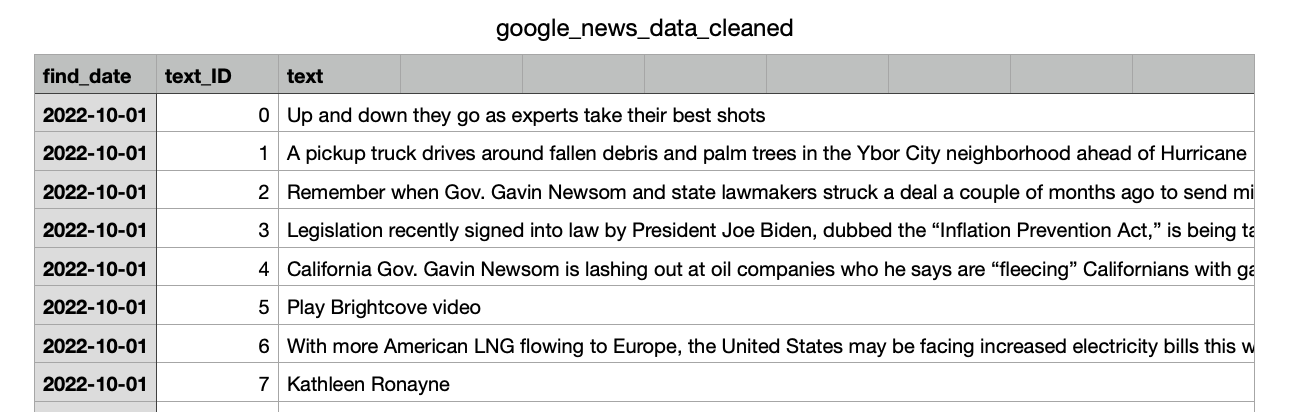 google_news_data_cleaned
find_date text_ID text
2022-10-01 0 Up and down they go as experts take their best shots
2022-10-01 1 A pickup truck drives around fallen debris and palm trees in the Ybor City neighborhood ahead of Hurricane
2022-10-01 2 Remember when Gov. Gavin Newsom and state lawmakers struck a deal a couple of months ago to send mi
2022-10-01 3 Legislation recently signed into law by President Joe Biden, dubbed the “Inflation Prevention Act,” is being ta
2022-10-01 4 California Gov. Gavin Newsom is lashing out at oil companies who he says are “fleecing” Californians with ga
2022-10-01 5 Play Brightcove video
2022-10-01 6 With more American LNG flowing to Europe, the United States may be facing increased electricity bills this w
2022-10-01 7 Kathleen Ronayne